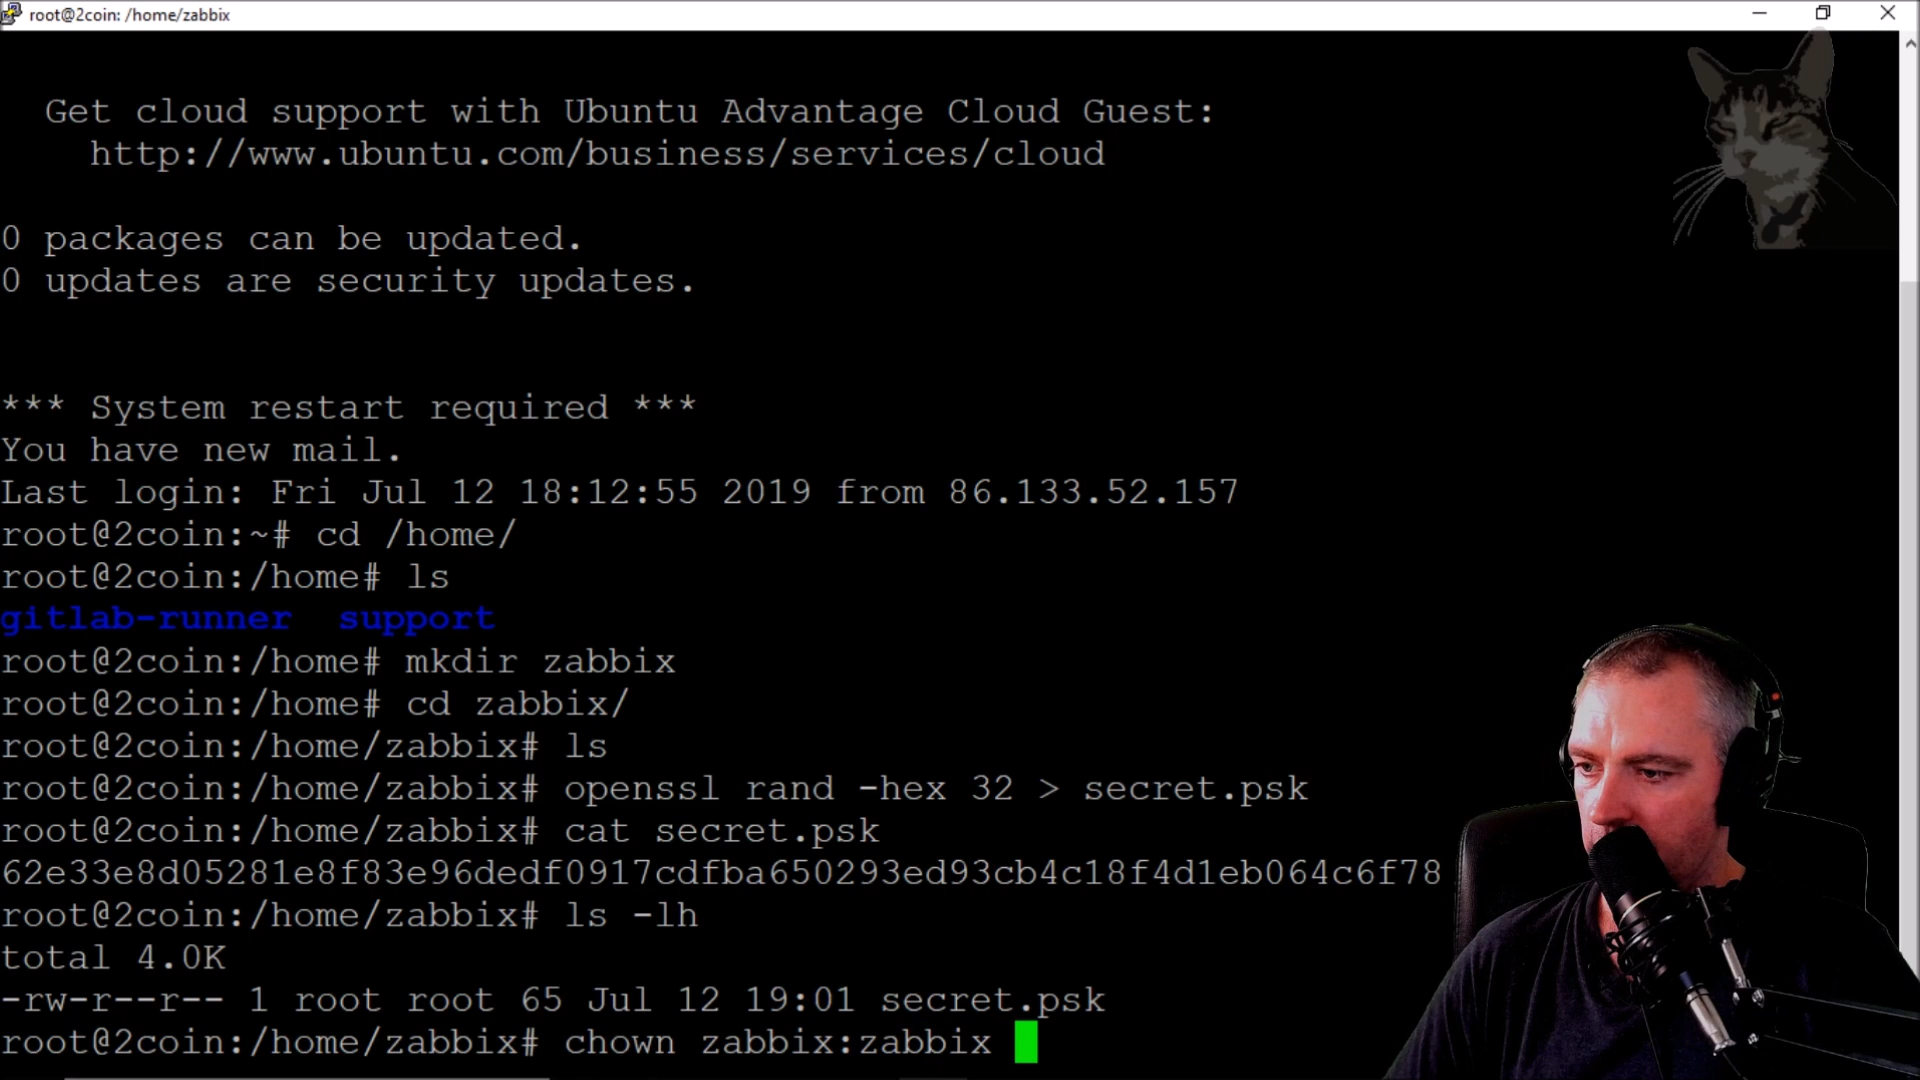 root@2coin: /home/zabbix
Get cloud support with Ubuntu Advantage Cloud Guest:
http://www.ubuntu.com/business/services/cloud
0 packages can be updated.
0 updates are security updates.
*** System restart required ***
You have new mail.
Last login: Fri Jul 12 18:12:55 2019 from 86.133.52.157
root@2coin:~# cd /home/
root@2coin:/home# ls
gitlab-runner  support
root@2coin:/home# mkdir zabbix
root@2coin:/home# cd zabbix/
root@2coin:/home/zabbix# ls
root@2coin:/home/zabbix# openssl rand -hex 32 > secret.psk
root@2coin:/home/zabbix# cat secret.psk
62e33e8d05281e8f83e96dedf0917cdfba650293ed93cb4c18f4d1eb064c6f78
root@2coin:/home/zabbix# ls -lh
total 4.0K
-rw-r--r-- 1 root root 65 Jul 12 19:01 secret.psk
root@2coin:/home/zabbix# chown zabbix:zabbix